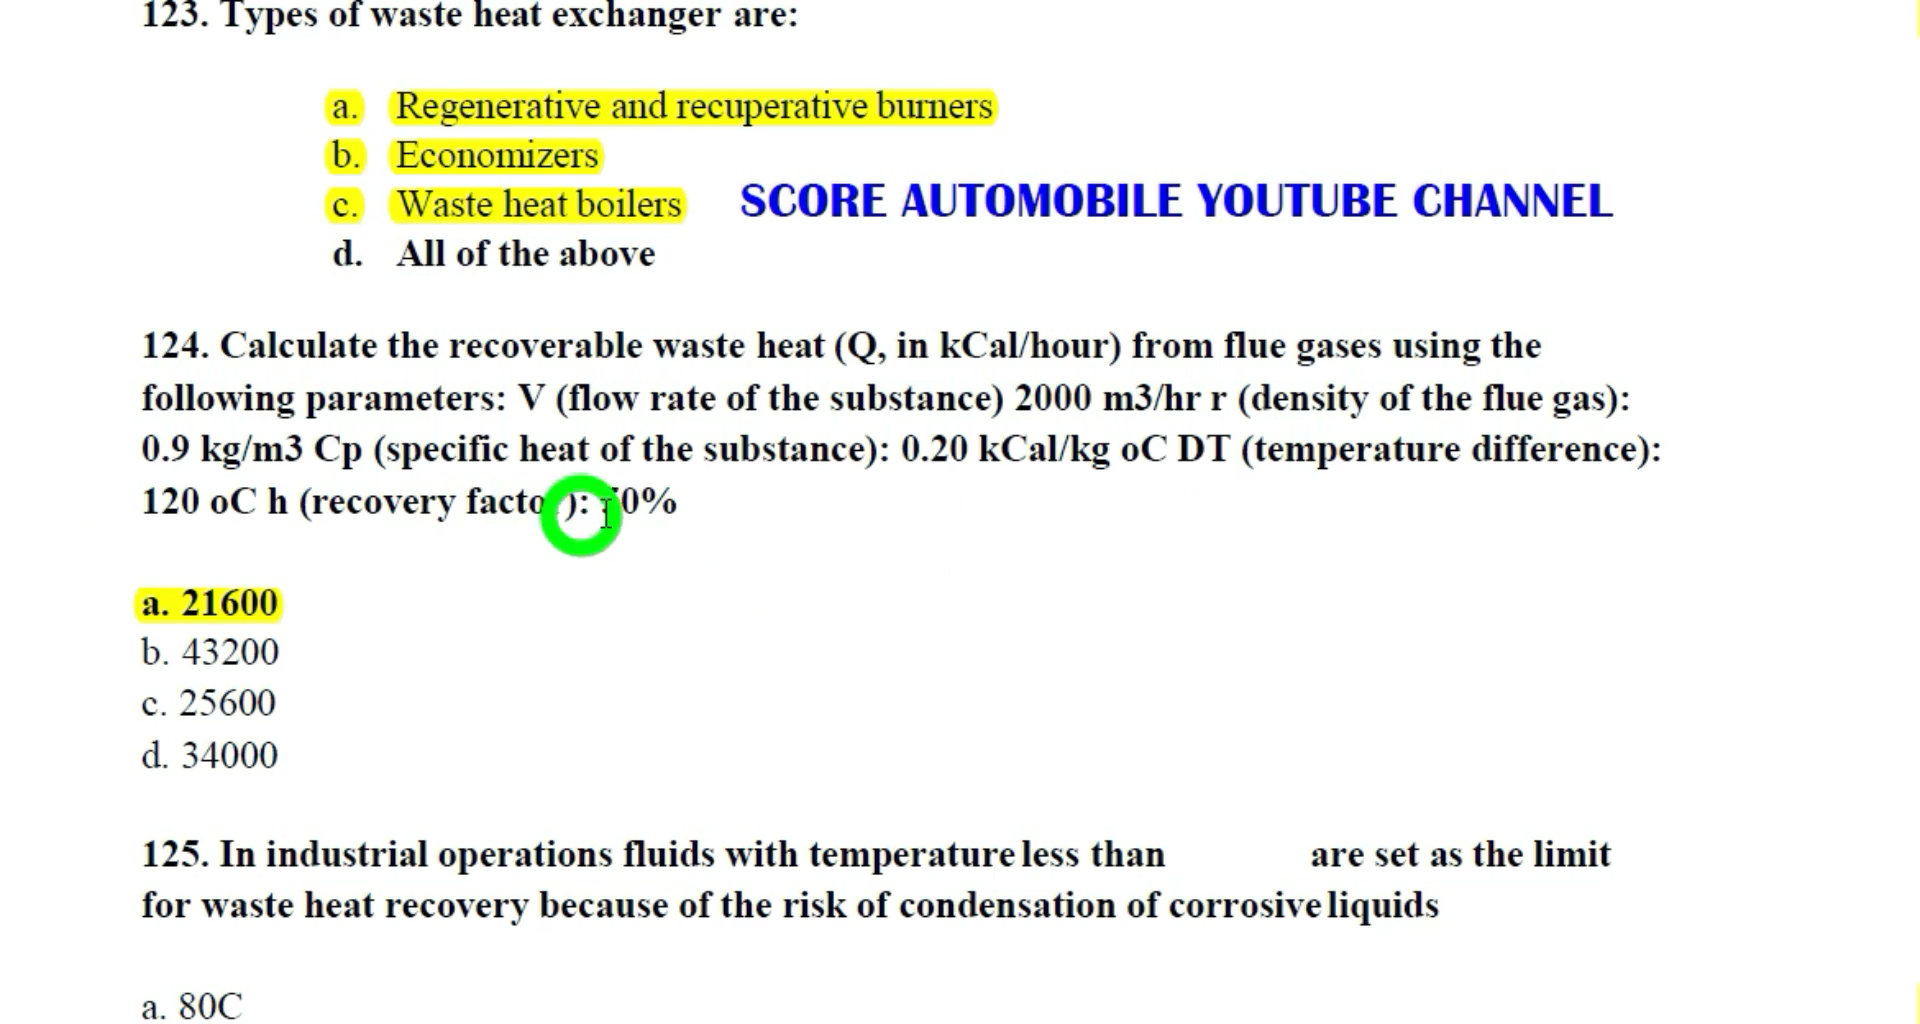 123. Types of waste heat exchanger are:
a. Regenerative and recuperative burners
b. Economizers
c. Waste heat boilers
SCORE AUTOMOBILE YOUTUBE CHANNEL
d. All of the above
124. Calculate the recoverable waste heat (Q, in kCal/hour) from flue gases using the
following parameters: V (flow rate of the substance) 2000 m3/hr r (density of the flue gas):
0.9 kg/m3 Cp (specific heat of the substance): 0.20 kCal/kg oC DT (temperature difference):
120 oC h (recovery
a. 21600
b. 43200
c. 25600
d. 34000
125. In industrial operations fluids with temperature less than are set as the limit
for waste heat recovery because of the risk of condensation of corrosive liquids
a. 80C